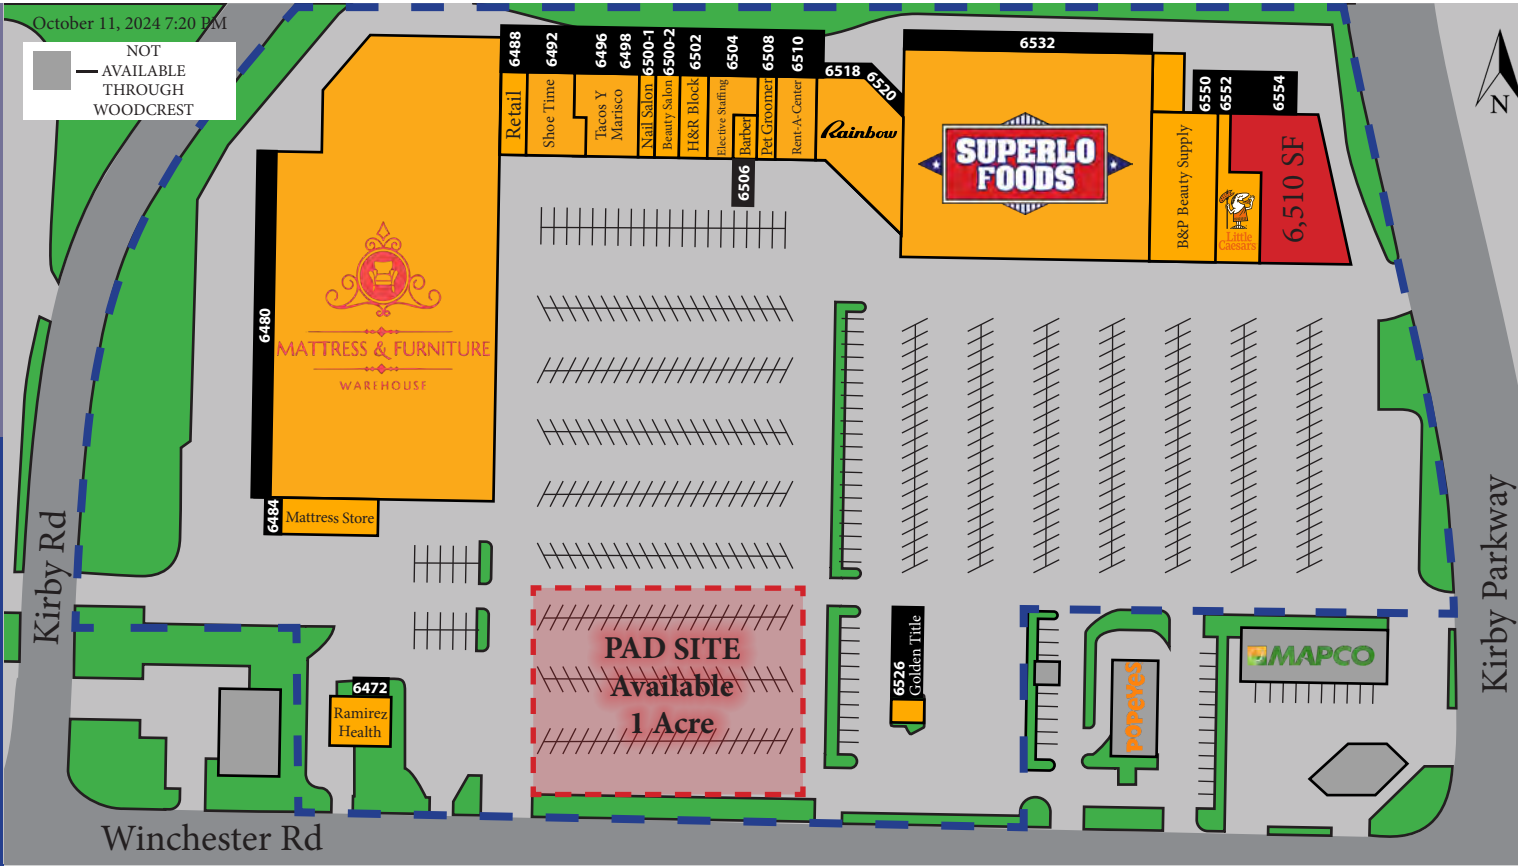 October 11, 2024 7:20 PM
NOT
AVAILABLE
THROUGH
WOODCREST
6488
6492
6496
6498
6500-1
6500-2
6502
6504
6508
6510
6518
6520
6532
6550
6552
6554
Retail
Shoe Time
Tacos Y
Marisco
Nail Salon
Beauty Salon
H&R Block
Elective Staffing
Barber
Pet Groomer
Rent-A-Center
Rainbow
6506
SUPERLO
FOODS
B&P Beauty Supply
Little
Caesars
6,510 SF
N
6480
MATTRESS & FURNITURE
WAREHOUSE
6484
Mattress Store
Kirby Rd
Kirby Parkway
PAD SITE
Available
1 Acre
6472
Ramirez
Health
6526
Golden Title
POPEYES
MAPCO
Winchester Rd